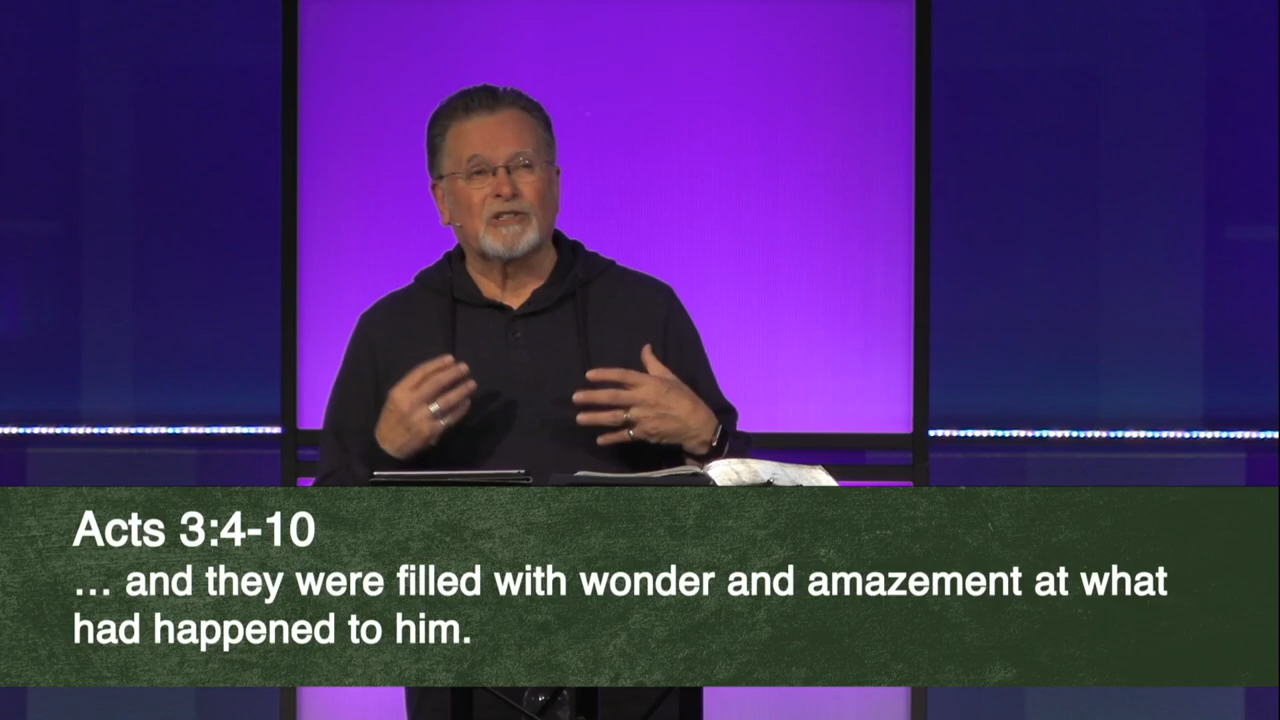 Acts 3:4-10
… and they were filled with wonder and amazement at what
had happened to him.